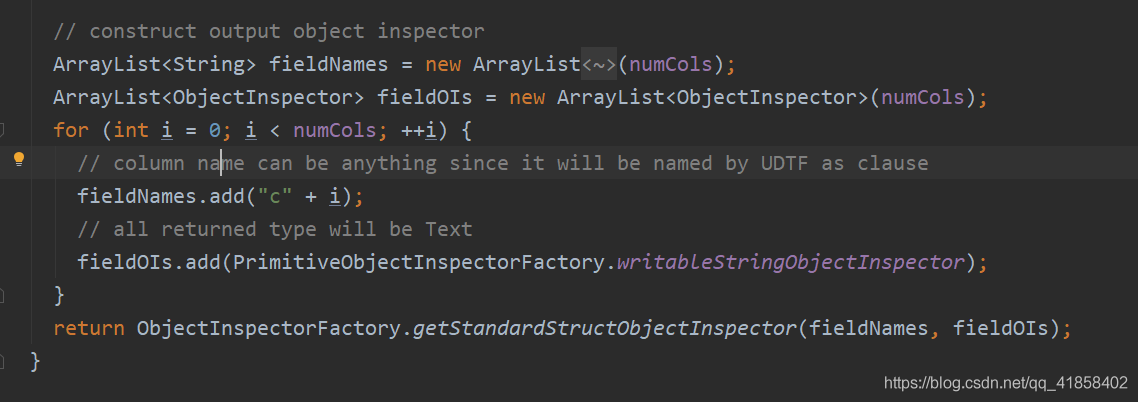 // construct output object inspector
ArrayList<String> fieldNames = new ArrayList<~>(numCols);
ArrayList<ObjectInspector> fieldOIs = new ArrayList<ObjectInspector>(numCols);
for (int i = 0; i < numCols; ++i) {
// column name can be anything since it will be named by UDTF as clause
fieldNames.add("c" + i);
// all returned type will be Text
fieldOIs.add(PrimitiveObjectInspectorFactory.writableStringObjectInspector);
}
return ObjectInspectorFactory.getStandardStructObjectInspector(fieldNames, fieldOIs);
}
https://blog.csdn.net/qq_41858402